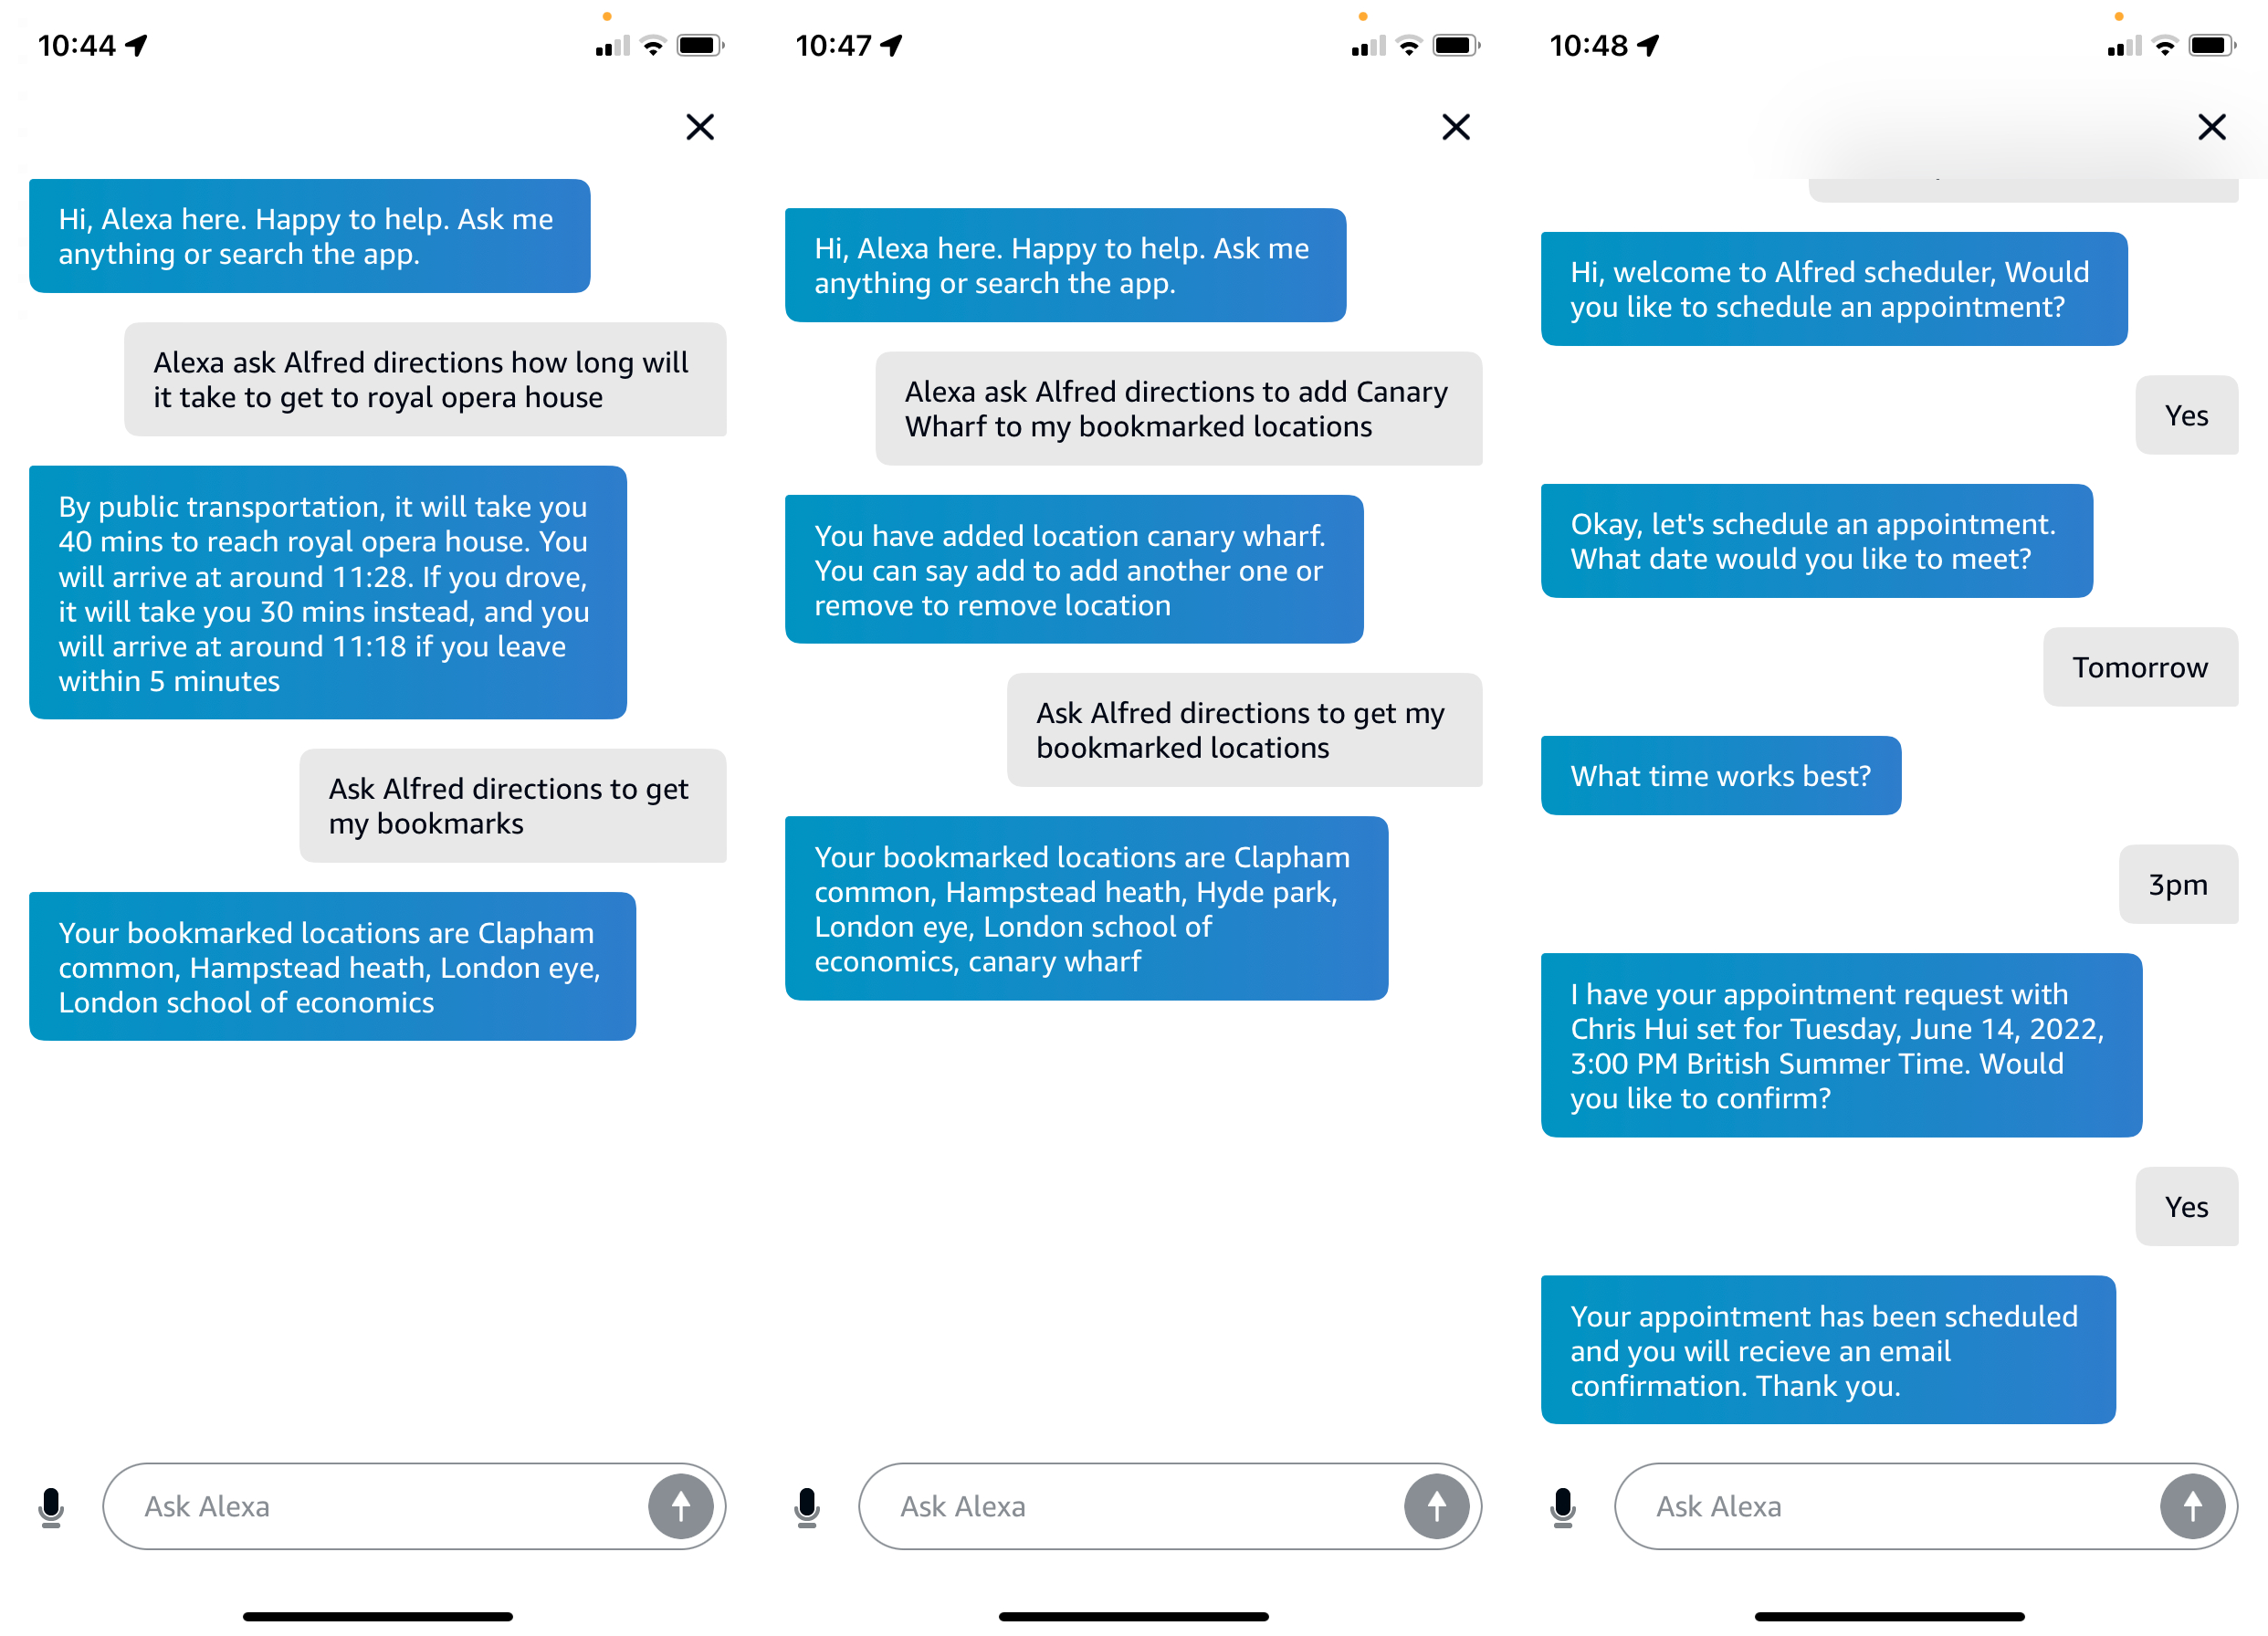 10:44
Hi, Alexa here. Happy to help. Ask me
anything or search the app.
Alexa ask Alfred directions how long will
it take to get to royal opera house
By public transportation, it will take you
40 mins to reach royal opera house. You
will arrive at around 11:28. If you drove,
it will take you 30 mins instead, and you
will arrive at around 11:18 if you leave
within 5 minutes
Ask Alfred directions to get
my bookmarks
Your bookmarked locations are Clapham
common, Hampstead heath, London eye,
London school of economics
Ask Alexa
10:47
Hi, Alexa here. Happy to help. Ask me
anything or search the app.
Alexa ask Alfred directions to add Canary
Wharf to my bookmarked locations
You have added location canary wharf.
You can say add to add another one or
remove to remove location
Ask Alfred directions to get my
bookmarked locations
Your bookmarked locations are Clapham
common, Hampstead heath, Hyde park,
London eye, London school of
economics, canary wharf
Ask Alexa
10:48
Hi, welcome to Alfred scheduler, Would
you like to schedule an appointment?
Yes
Okay, let's schedule an appointment.
What date would you like to meet?
Tomorrow
What time works best?
3pm
I have your appointment request with
Chris Hui set for Tuesday, June 14, 2022,
3:00 PM British Summer Time. Would
you like to confirm?
Yes
Your appointment has been scheduled
and you will recieve an email
confirmation. Thank you.
Ask Alexa